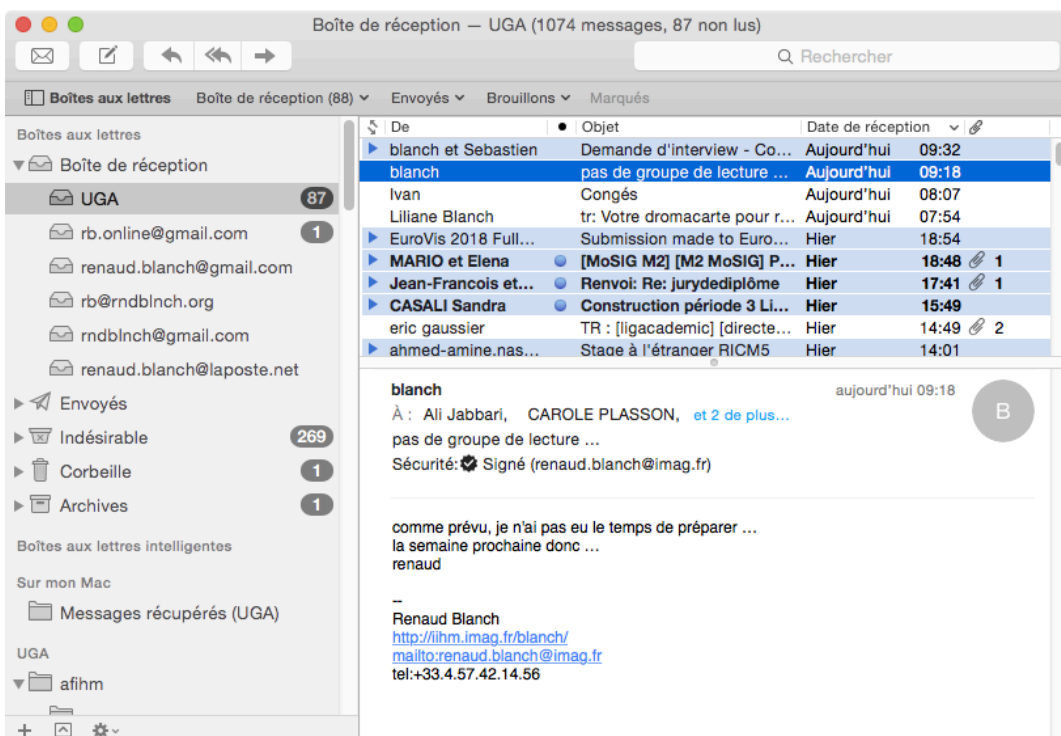 Boîte de réception — UGA (1074 messages, 87 non lus)
Rechercher
Boîtes aux lettres Boîte de réception (88) Envoyés Brouillons Marqués
Boîtes aux lettres
Boîte de réception
UGA 87
rb.online@gmail.com 1
renaud.blanch@gmail.com
rb@rndblnch.org
rndblnch@gmail.com
renaud.blanch@laposte.net
Envoyés
Indésirable 269
Corbeille 1
Archives 1
Boîtes aux lettres intelligentes
Sur mon Mac
Messages récupérés (UGA)
UGA
afihm
De ● Objet Date de réception
blanch et Sebastien Demande d'interview - Co... Aujourd'hui 09:32
blanch pas de groupe de lecture ... Aujourd'hui 09:18
Ivan Congés Aujourd'hui 08:07
Liliane Blanch tr: Votre dromacarte pour r... Aujourd'hui 07:54
EuroVis 2018 Full... Submission made to Euro... Hier 18:54
MARIO et Elena [MoSIG M2] [M2 MoSIG] P... Hier 18:48 1
Jean-Francois et... Renvoi: Re: jurydediplôme Hier 17:41 1
CASALI Sandra Construction période 3 Li... Hier 15:49
eric gaussier TR : [ligacademic] [directe... Hier 14:49 2
ahmed-amine.nas... Stage à l'étranger RICM5 Hier 14:01
blanch aujourd'hui 09:18
B
À : Ali Jabbari, CAROLE PLASSON, et 2 de plus...
pas de groupe de lecture ...
Sécurité: Signé (renaud.blanch@imag.fr)
comme prévu, je n'ai pas eu le temps de préparer ...
la semaine prochaine donc ...
renaud
--
Renaud Blanch
http://iihm.imag.fr/blanch/
mailto:renaud.blanch@imag.fr
tel:+33.4.57.42.14.56